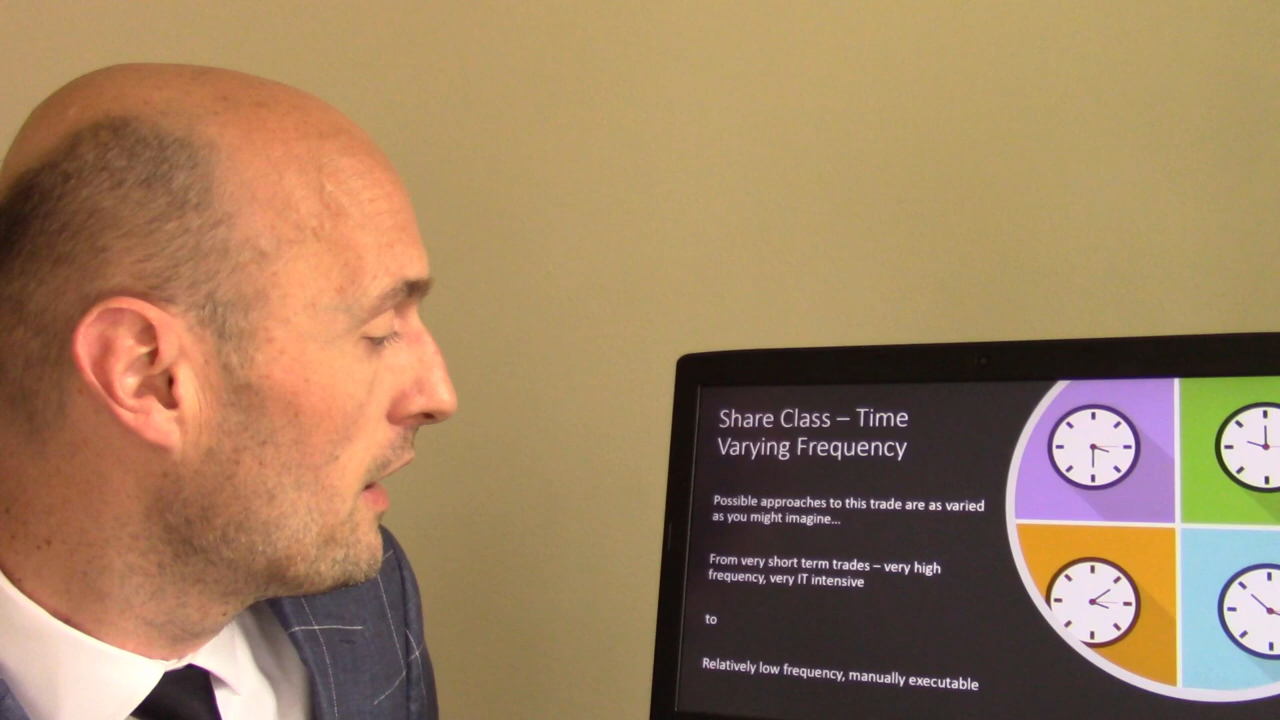 Share Class – Time
Varying Frequency
Possible approaches to this trade are as varied
as you might imagine...
From very short term trades – very high
frequency, very IT intensive
to
Relatively low frequency, manually executable